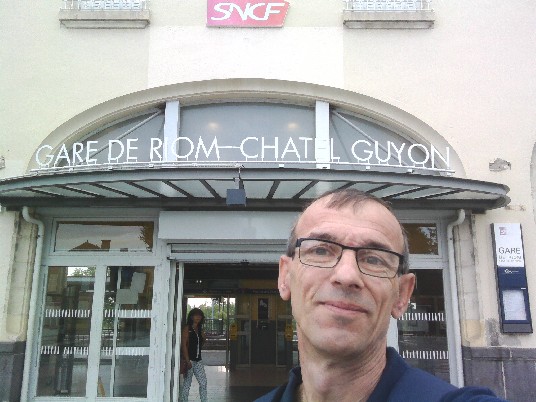 SNCF
GARE DE RIOM-CHATEL GUYON
GARE